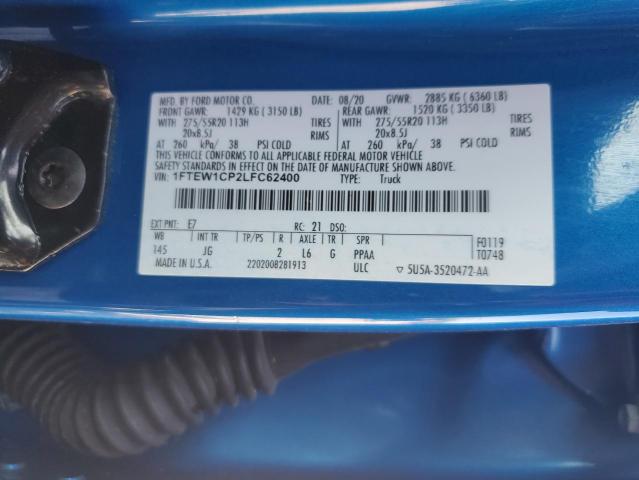 MFD. BY FORD MOTOR CO. DATE: 08/20 GVWR: 2885 KG ( 6360 LB)
FRONT GAWR: 1429 KG ( 3150 LB) REAR GAWR: 1520 KG ( 3350 LB)
WITH 275/55R20 113H TIRES WITH 275/55R20 113H TIRES
20x8.5J RIMS 20x8.5J RIMS
AT 260 kPa/ 38 PSI COLD AT 260 kPa/ 38 PSI COLD
THIS VEHICLE CONFORMS TO ALL APPLICABLE FEDERAL MOTOR VEHICLE
SAFETY STANDARDS IN EFFECT ON THE DATE OF MANUFACTURE SHOWN ABOVE.
VIN: 1FTEW1CP2LFC62400 TYPE: Truck
EXT PNT: E7 RC: 21 DSO: F0119
WB INT TR TP/PS R AXLE TR SPR T0748
145 JG 2 L6 G PPAA
MADE IN U.S.A. 2202008281913 ULC ▽ 5U5A-3520472-AA